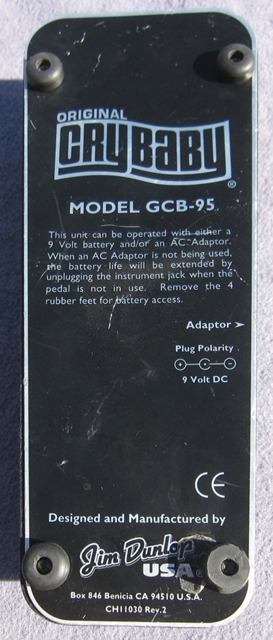 ORIGINAL
CRYBABY®
MODEL GCB-95
This unit can be operated with either a
9 Volt battery and/or an AC Adaptor.
When an AC Adaptor is not being used,
the battery life will be extended by
unplugging the instrument jack when the
pedal is not in use. Remove the 4
rubber feet for battery access.
Adaptor >
Plug Polarity
9 Volt DC
CE
Designed and Manufactured by
Jim Dunlop
USA
Box 846 Benicia CA 94510 U.S.A.
CH11030 Rev.2